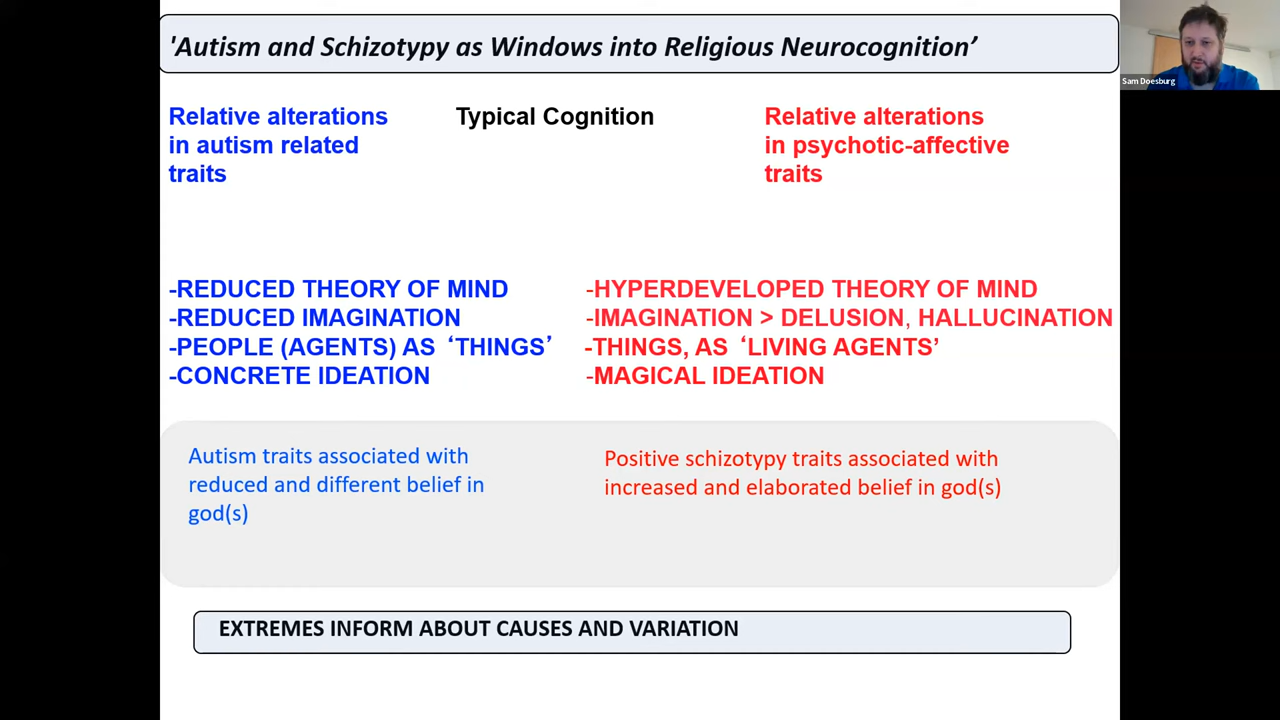 'Autism and Schizotypy as Windows into Religious Neurocognition’
Sam Doesburg
Relative alterations
in autism related
traits
Typical Cognition
Relative alterations
in psychotic-affective
traits
-REDUCED THEORY OF MIND
-REDUCED IMAGINATION
-PEOPLE (AGENTS) AS ‘THINGS’
-CONCRETE IDEATION
-HYPERDEVELOPED THEORY OF MIND
-IMAGINATION > DELUSION, HALLUCINATION
-THINGS, AS ‘LIVING AGENTS’
-MAGICAL IDEATION
Autism traits associated with
reduced and different belief in
god(s)
Positive schizotypy traits associated with
increased and elaborated belief in god(s)
EXTREMES INFORM ABOUT CAUSES AND VARIATION